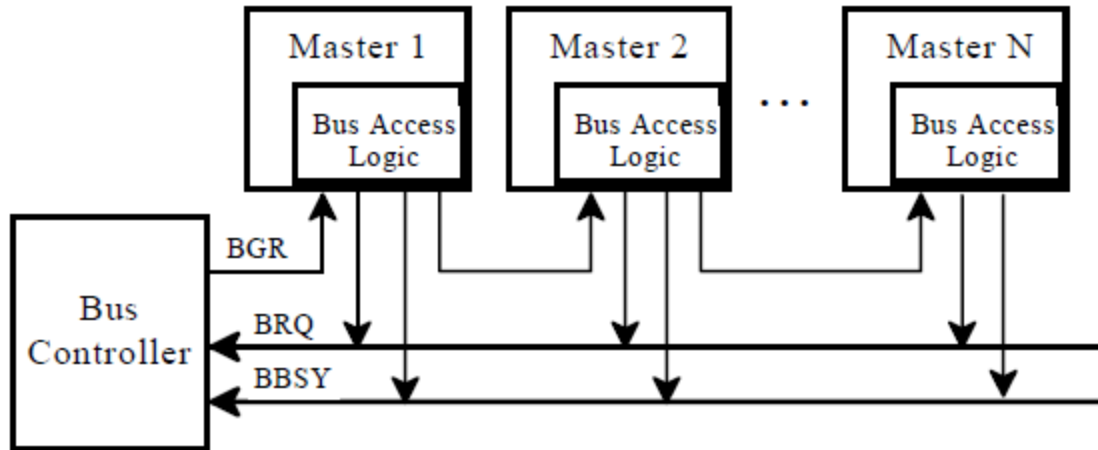 Master 1
Master 2
Master N
Bus Access
Logic
Bus Access
Logic
Bus Access
Logic
...
BGR
Bus
Controller
BRQ
BBSY